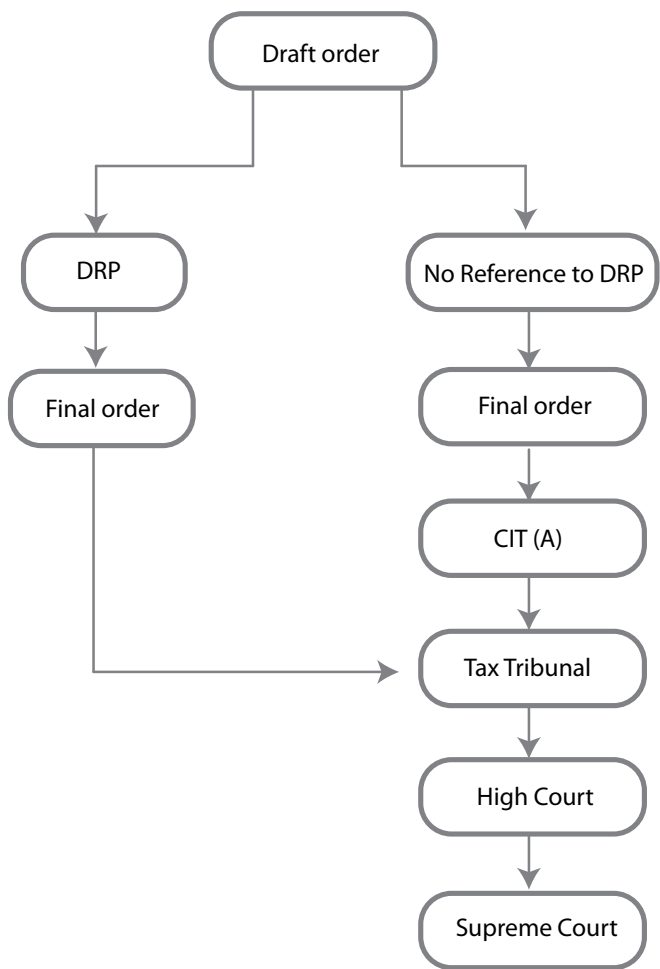 Draft order
DRP
No Reference to DRP
Final order
Final order
CIT (A)
Tax Tribunal
High Court
Supreme Court